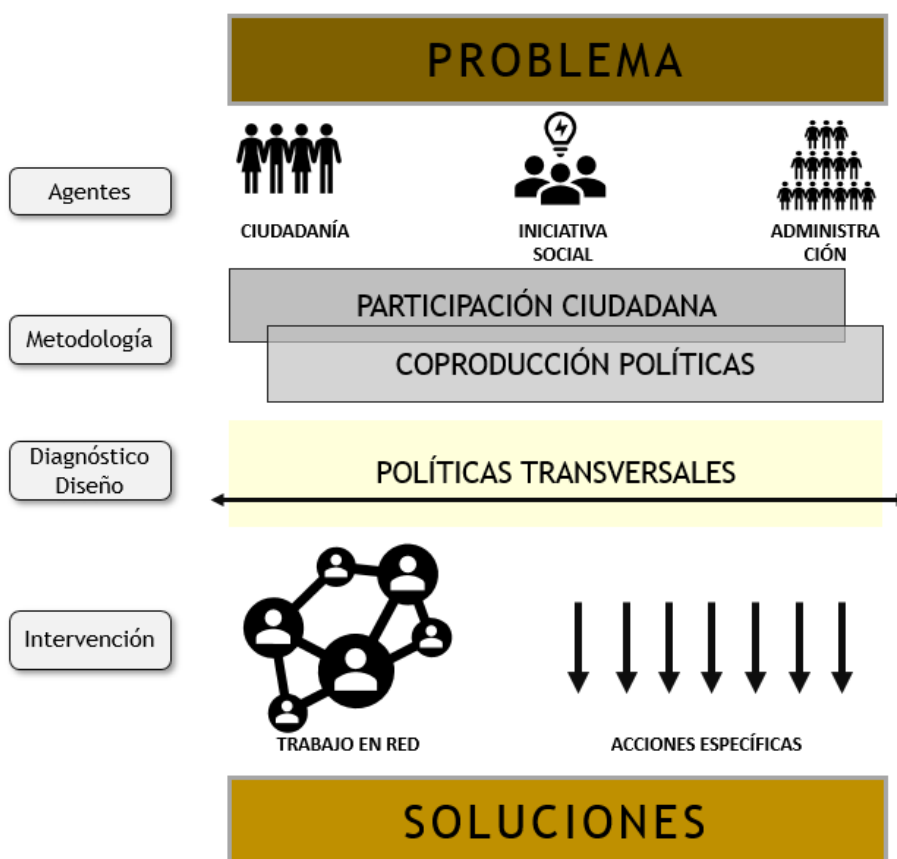 PROBLEMA
Agentes
CIUDADANÍA
INICIATIVA
SOCIAL
ADMINISTRA
CIÓN
Metodología
PARTICIPACIÓN CIUDADANA
COPRODUCCIÓN POLÍTICAS
Diagnóstico
Diseño
POLÍTICAS TRANSVERSALES
Intervención
TRABAJO EN RED
ACCIONES ESPECÍFICAS
SOLUCIONES